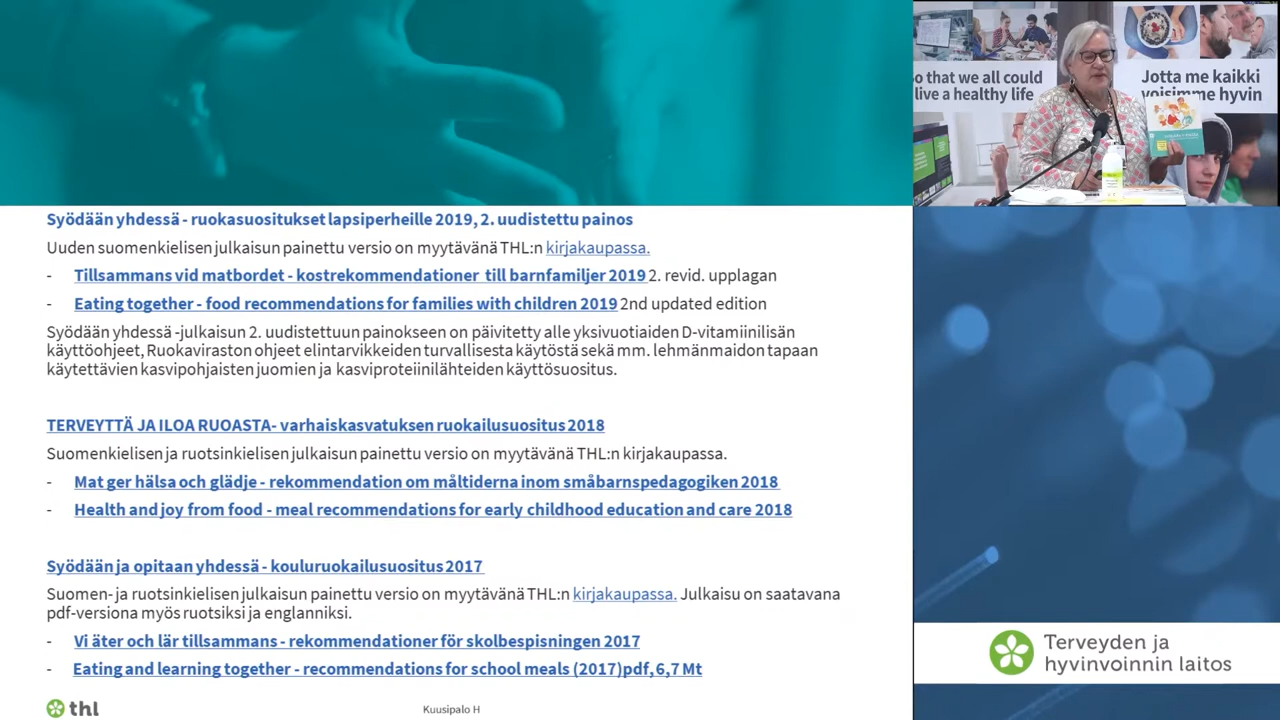 So that we all could
live a healthy life
Jotta me kaikki
voisimme hyvin
Syödään yhdessä - ruokasuositukset lapsiperheille 2019, 2. uudistettu painos
Uuden suomenkielisen julkaisun painettu versio on myytävänä THL:n kirjakaupassa.
- Tillsammans vid matbordet - kostrekommendationer till barnfamiljer 2019 2. revid. upplagan
- Eating together - food recommendations for families with children 2019 2nd updated edition
Syödään yhdessä -julkaisun 2. uudistettuun painokseen on päivitetty alle yksivuotiaiden D-vitamiinilisän
käyttöohjeet, Ruokaviraston ohjeet elintarvikkeiden turvallisesta käytöstä sekä mm. lehmänmaidon tapaan
käytettävien kasvipohjaisten juomien ja kasviproteiinilähteiden käyttösuositus.
TERVEYTTÄ JA ILOA RUOASTA- varhaiskasvatuksen ruokailusuositus 2018
Suomenkielisen ja ruotsinkielisen julkaisun painettu versio on myytävänä THL:n kirjakaupassa.
- Mat ger hälsa och glädje - rekommendation om måltiderna inom småbarnspedagogiken 2018
- Health and joy from food - meal recommendations for early childhood education and care 2018
Syödään ja opitaan yhdessä - kouluruokailusuositus 2017
Suomen- ja ruotsinkielisen julkaisun painettu versio on myytävänä THL:n kirjakaupassa. Julkaisu on saatavana
pdf-versiona myös ruotsiksi ja englanniksi.
- Vi äter och lär tillsammans - rekommendationer för skolbespisningen 2017
- Eating and learning together - recommendations for school meals (2017)pdf, 6,7 Mt
thl
Kuusipalo H
Terveyden ja
hyvinvoinnin laitos